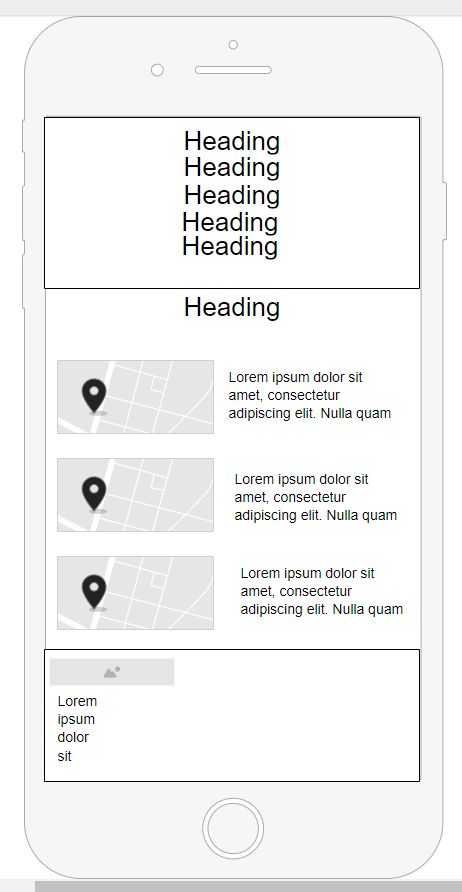 Heading
Heading
Heading
Heading
Heading
Heading
Lorem ipsum dolor sit
amet, consectetur
adipiscing elit. Nulla quam
Lorem ipsum dolor sit
amet, consectetur
adipiscing elit. Nulla quam
Lorem ipsum dolor sit
amet, consectetur
adipiscing elit. Nulla quam
Lorem
ipsum
dolor
sit